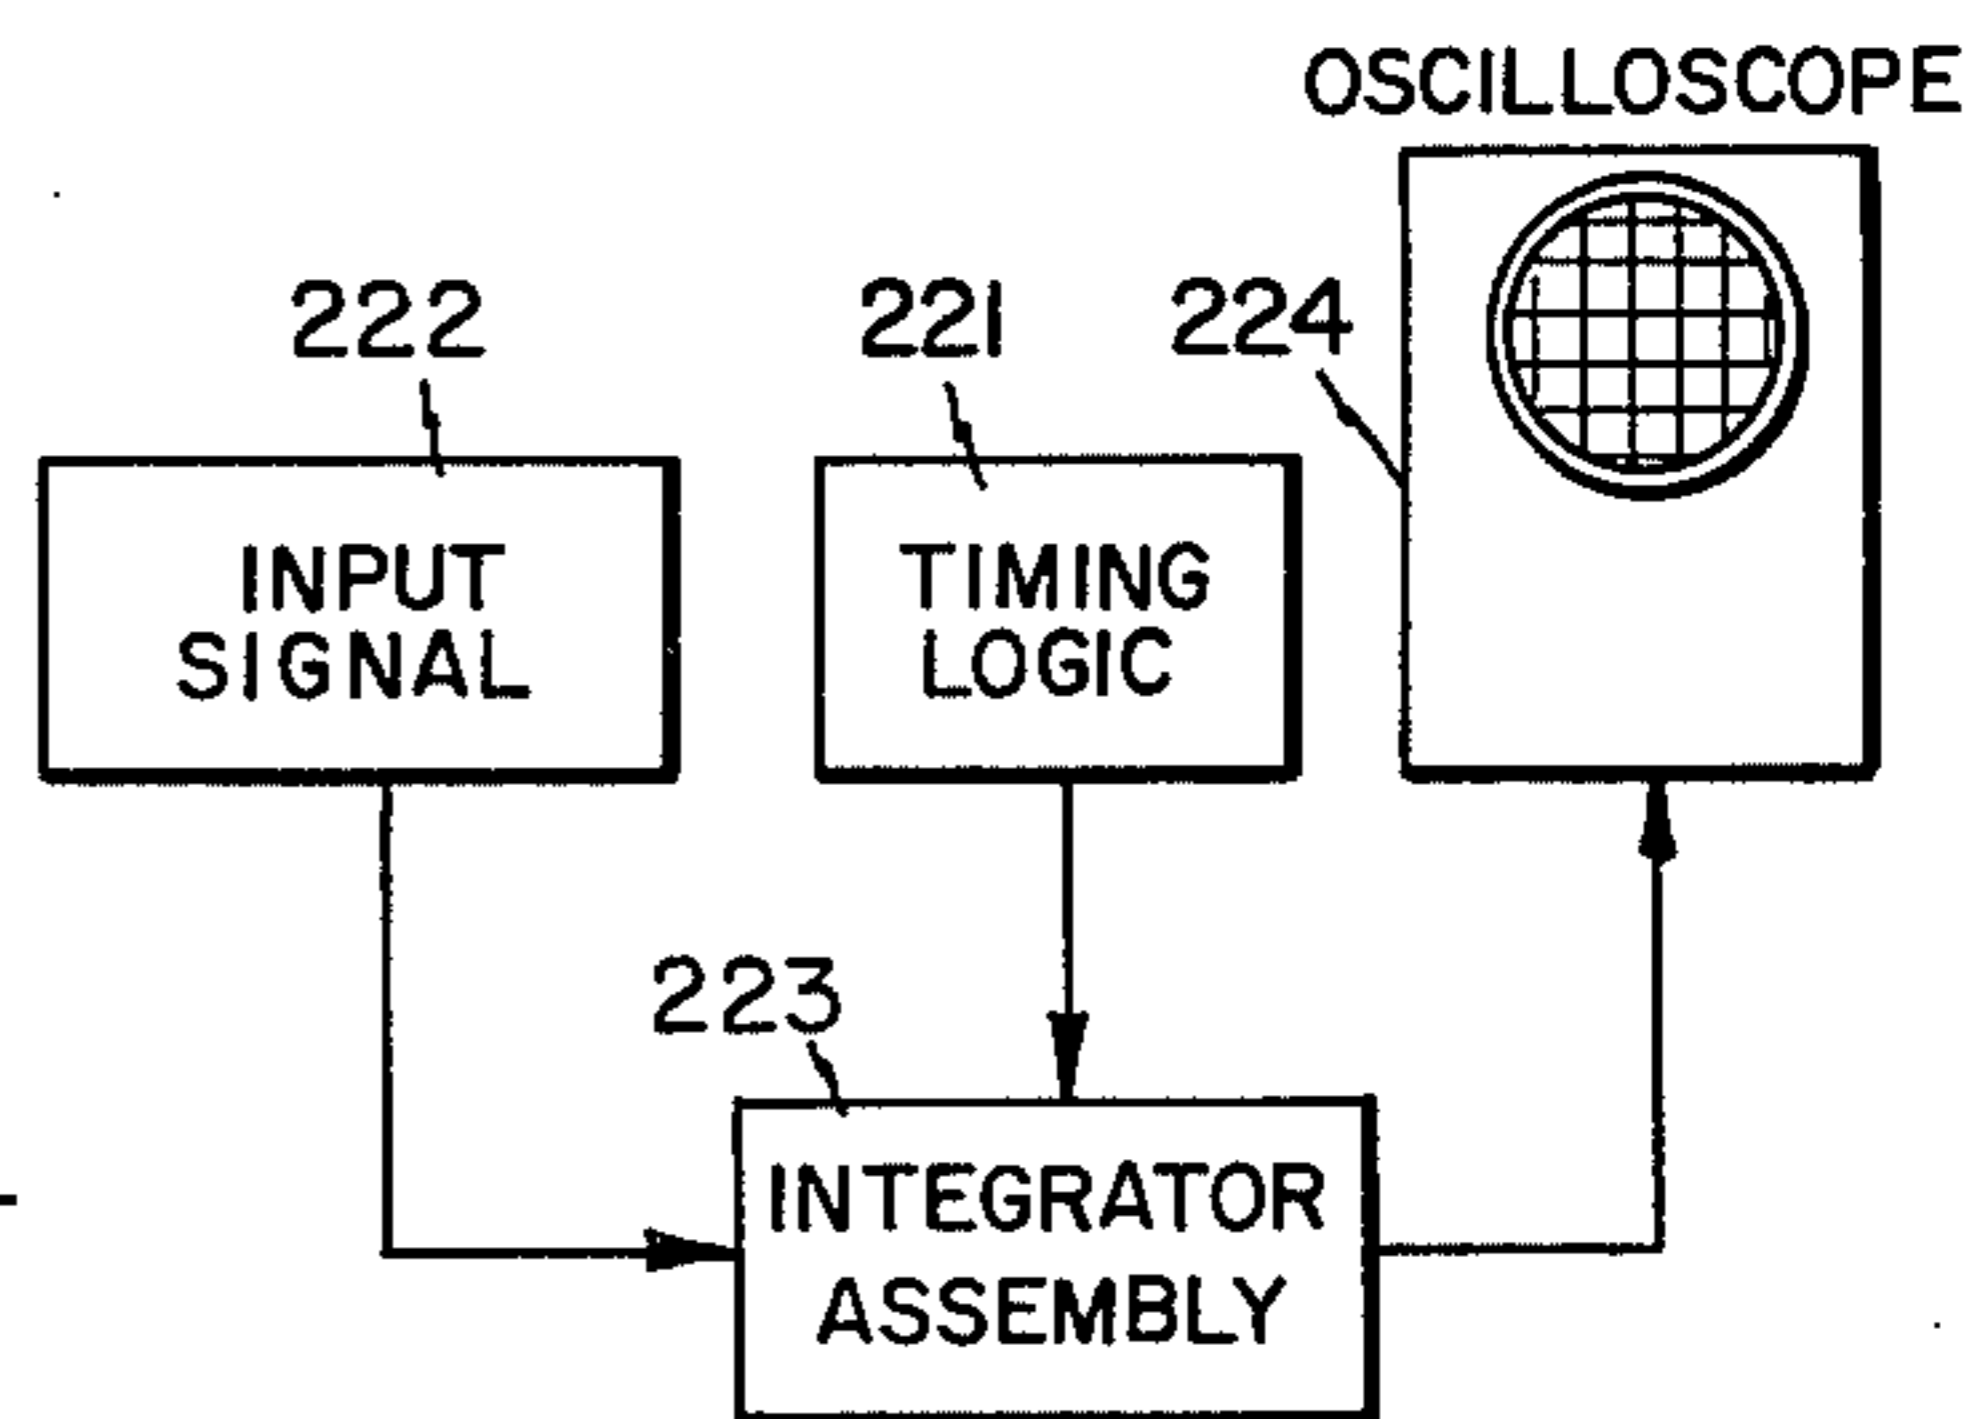 OSCILLOSCOPE
222
221
224
INPUT
SIGNAL
TIMING
LOGIC
223
INTEGRATOR
ASSEMBLY